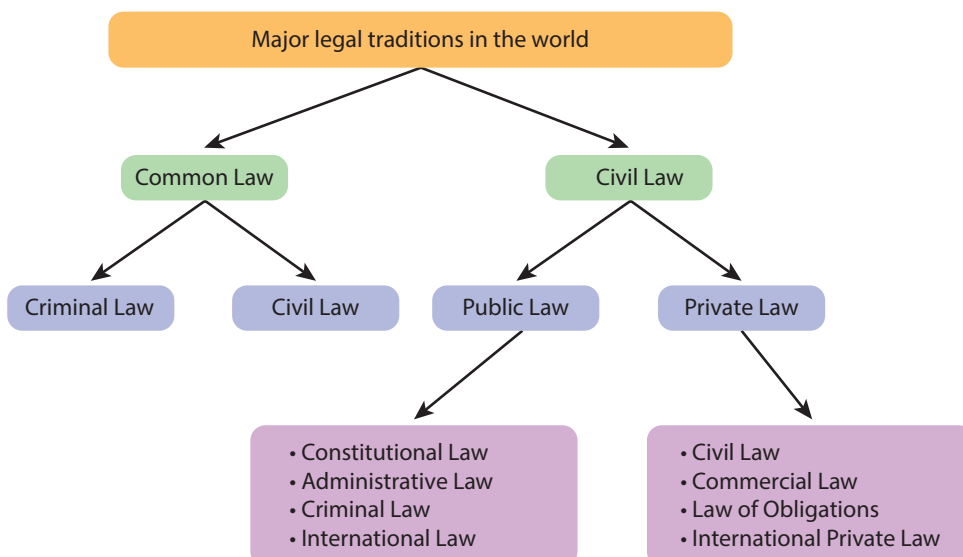 Major legal traditions in the world
Common Law
Civil Law
Criminal Law
Civil Law
Public Law
Private Law
• Constitutional Law
• Administrative Law
• Criminal Law
• International Law
• Civil Law
• Commercial Law
• Law of Obligations
• International Private Law